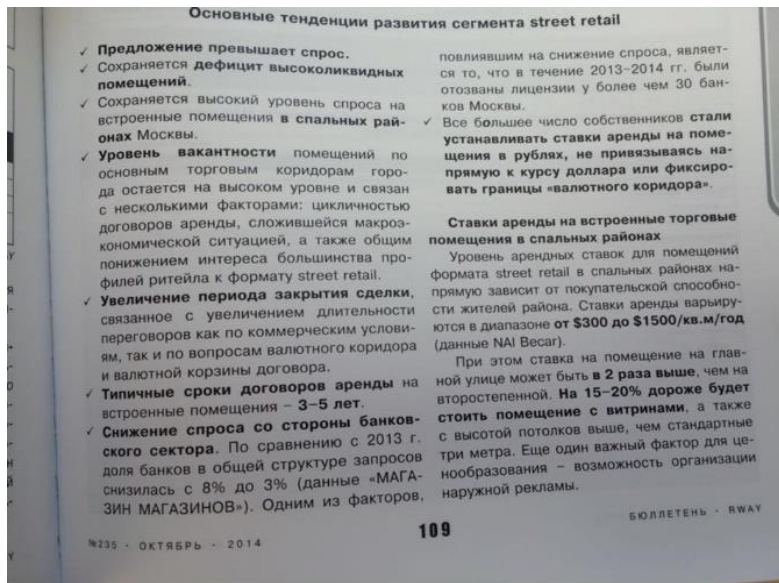 Основные тенденции развития сегмента street retail
✓ Предложение превышает спрос.
✓ Сохраняется дефицит высоколиквидных
помещений.
✓ Сохраняется высокий уровень спроса на
встроенные помещения в спальных рай-
онах Москвы.
✓ Уровень вакантности помещений по
основным торговым коридорам горо-
да остается на высоком уровне и связан
с несколькими факторами: цикличностью
договоров аренды, сложившейся макроэ-
кономической ситуацией, а также общим
понижением интереса большинства про-
филей ритейла к формату street retail.
✓ Увеличение периода закрытия сделки,
связанное с увеличением длительности
переговоров как по коммерческим услови-
ям, так и по вопросам валютного коридора
и валютной корзины договора.
✓ Типичные сроки договоров аренды на
встроенные помещения – 3–5 лет.
✓ Снижение спроса со стороны банков-
ского сектора. По сравнению с 2013 г.
доля банков в общей структуре запросов
снизилась с 8% до 3% (данные «МАГА-
ЗИН МАГАЗИНОВ»). Одним из факторов,
повлиявшим на снижение спроса, являет-
ся то, что в течение 2013–2014 гг. были
отозваны лицензии у более чем 30 бан-
ков Москвы.
✓ Все большее число собственников стали
устанавливать ставки аренды на поме-
щения в рублях, не привязываясь на-
прямую к курсу доллара или фиксиро-
вать границы «валютного коридора».
Ставки аренды на встроенные торговые
помещения в спальных районах
Уровень арендных ставок для помещений
формата street retail в спальных районах на-
прямую зависит от покупательской способно-
сти жителей района. Ставки аренды варьиру-
ются в диапазоне от $300 до $1500/кв.м/год
(данные NAI Becar).
При этом ставка на помещение на глав-
ной улице может быть в 2 раза выше, чем на
второстепенной. На 15–20% дороже будет
стоить помещение с витринами, а также
с высотой потолков выше, чем стандартные
три метра. Еще один важный фактор для це-
нообразования – возможность организации
наружной рекламы.
№235 · ОКТЯБРЬ · 2014
109
БЮЛЛЕТЕНЬ · RWAY